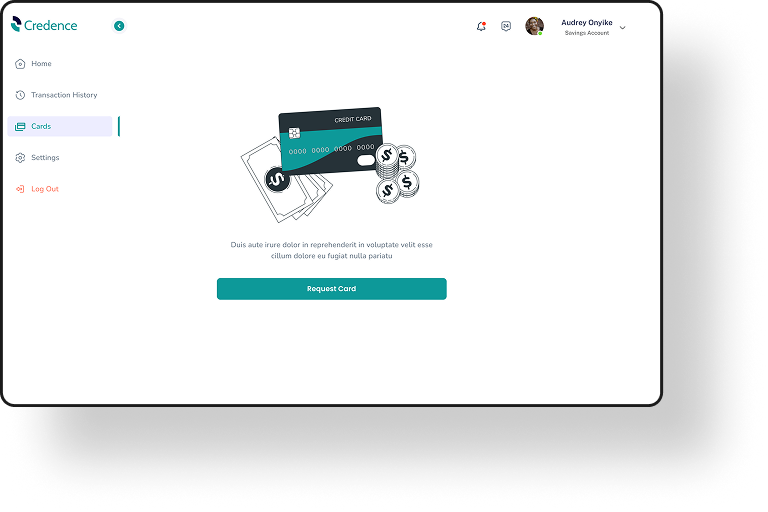 Credence
24
Audrey Onyike
Savings Account
Home
Transaction History
Cards
Settings
Log Out
CREDIT CARD
0000 0000 0000 0000
Duis aute irure dolor in reprehenderit in voluptate velit esse
cillum dolore eu fugiat nulla pariatu
Request Card